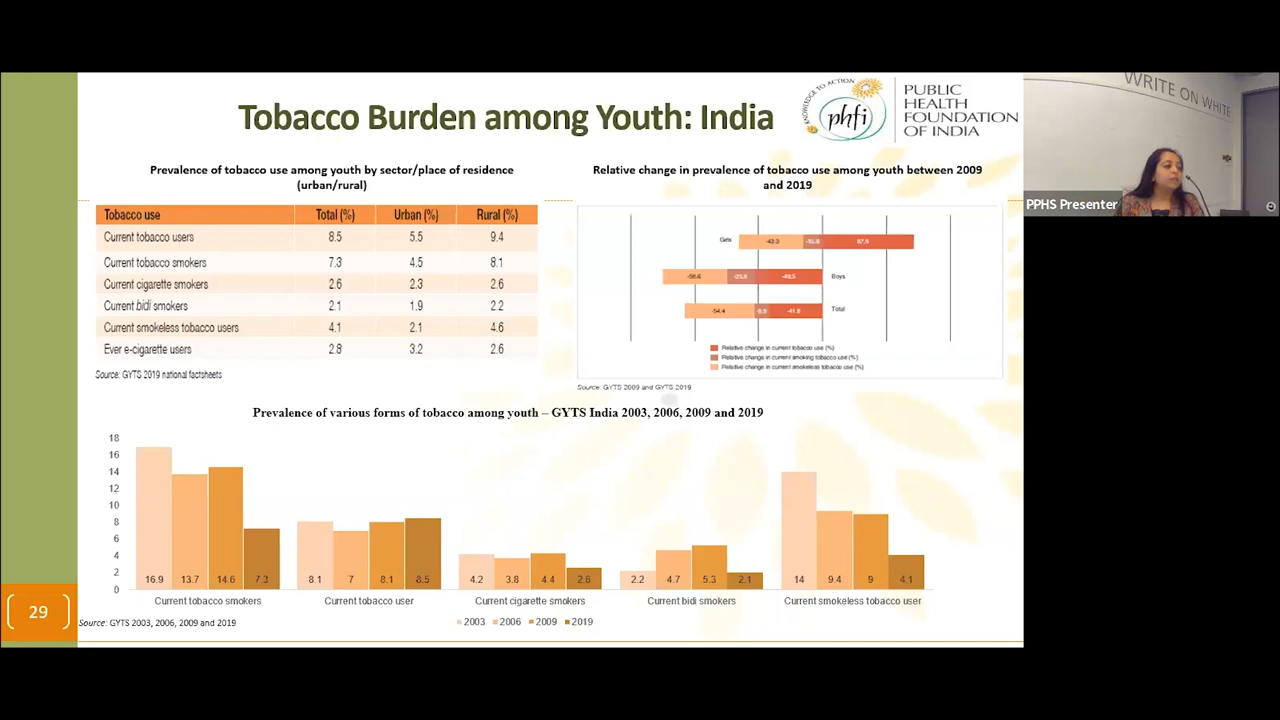 Tobacco Burden among Youth: India
KNOWLEDGE TO ACTION
phfi
PUBLIC
HEALTH
FOUNDATION
OF INDIA
WRITE ON WHITE
PPHS Presenter
Prevalence of tobacco use among youth by sector/place of residence
(urban/rural)
Tobacco use Total (%) Urban (%) Rural (%)
Current tobacco users 8.5 5.5 9.4
Current tobacco smokers 7.3 4.5 8.1
Current cigarette smokers 2.6 2.3 2.6
Current bidi smokers 2.1 1.9 2.2
Current smokeless tobacco users 4.1 2.1 4.6
Ever e-cigarette users 2.8 3.2 2.6
Source: GYTS 2019 national factsheets
Relative change in prevalence of tobacco use among youth between 2009
and 2019
Girls
Boys
Total
-54.4
Relative change in current tobacco use (%)
Relative change in current smoking tobacco use (%)
Relative change in current smokeless tobacco use (%)
Source: GYTS 2009 and GYTS 2019
Prevalence of various forms of tobacco among youth – GYTS India 2003, 2006, 2009 and 2019
18
16
14
12
10
8
6
4
2
0
16.9 13.7 14.6 7.3 8.1 7 8.1 8.5 4.2 3.8 4.4 2.6 2.2 4.7 5.3 2.1 14 9.4 9 4.1
Current tobacco smokers Current tobacco user Current cigarette smokers Current bidi smokers Current smokeless tobacco user
2003 2006 2009 2019
Source: GYTS 2003, 2006, 2009 and 2019
29